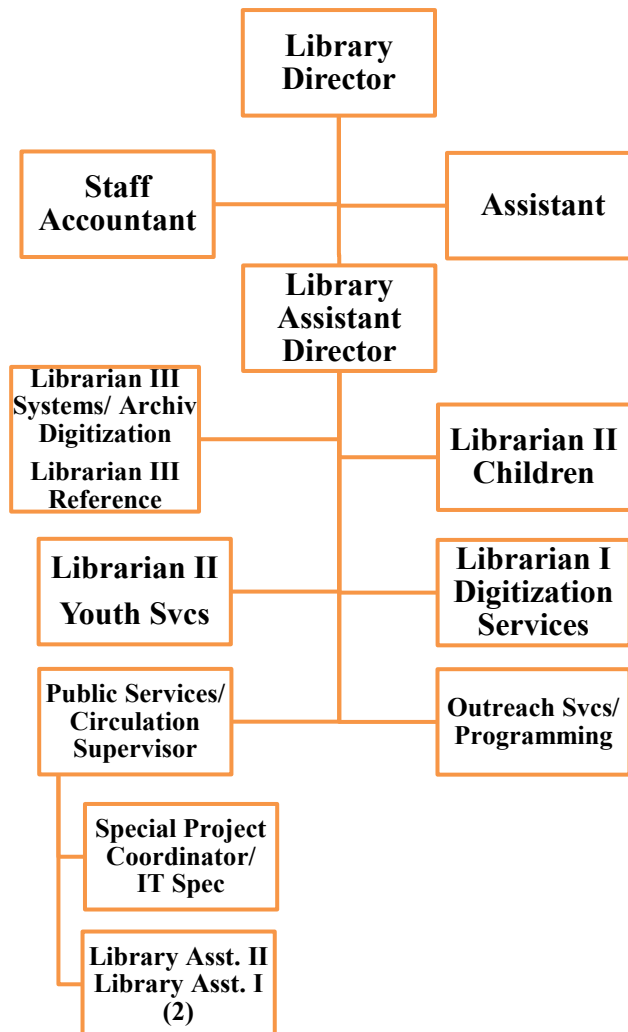 Library
Director
Staff
Accountant
Assistant
Library
Assistant
Director
Librarian III
Systems/ Archiv
Digitization
Librarian III
Reference
Librarian II
Children
Librarian II
Youth Svcs
Librarian I
Digitization
Services
Public Services/
Circulation
Supervisor
Outreach Svcs/
Programming
Special Project
Coordinator/
IT Spec
Library Asst. II
Library Asst. I
(2)